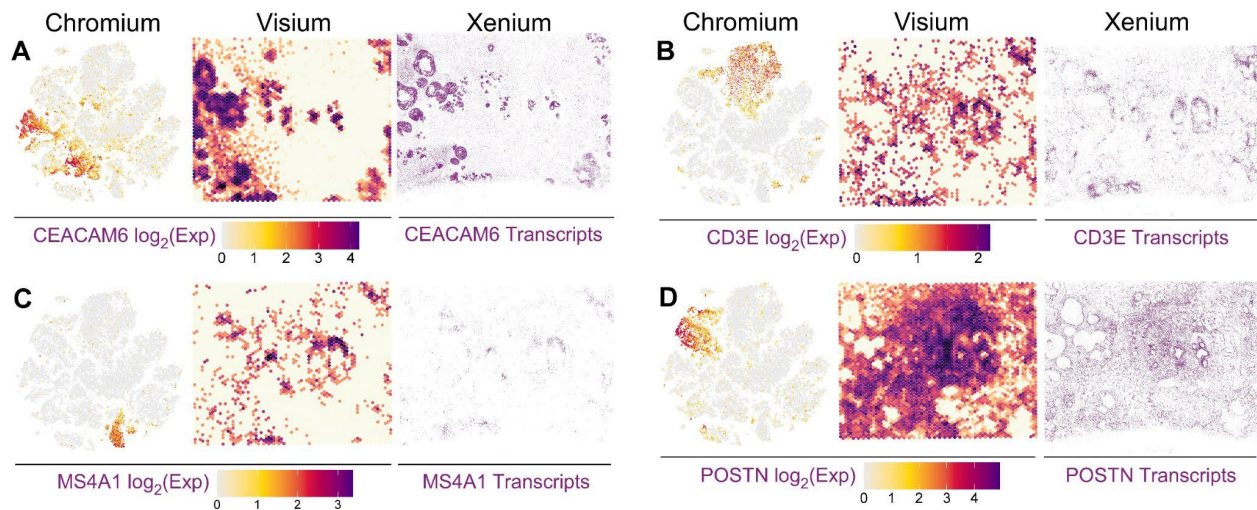 Chromium Visium Xenium
A
CEACAM6 log2(Exp)
0 1 2 3 4
CEACAM6 Transcripts
Chromium Visium Xenium
B
CD3E log2(Exp)
0 1 2
CD3E Transcripts
C
MS4A1 log2(Exp)
0 1 2 3
MS4A1 Transcripts
D
POSTN log2(Exp)
0 1 2 3 4
POSTN Transcripts